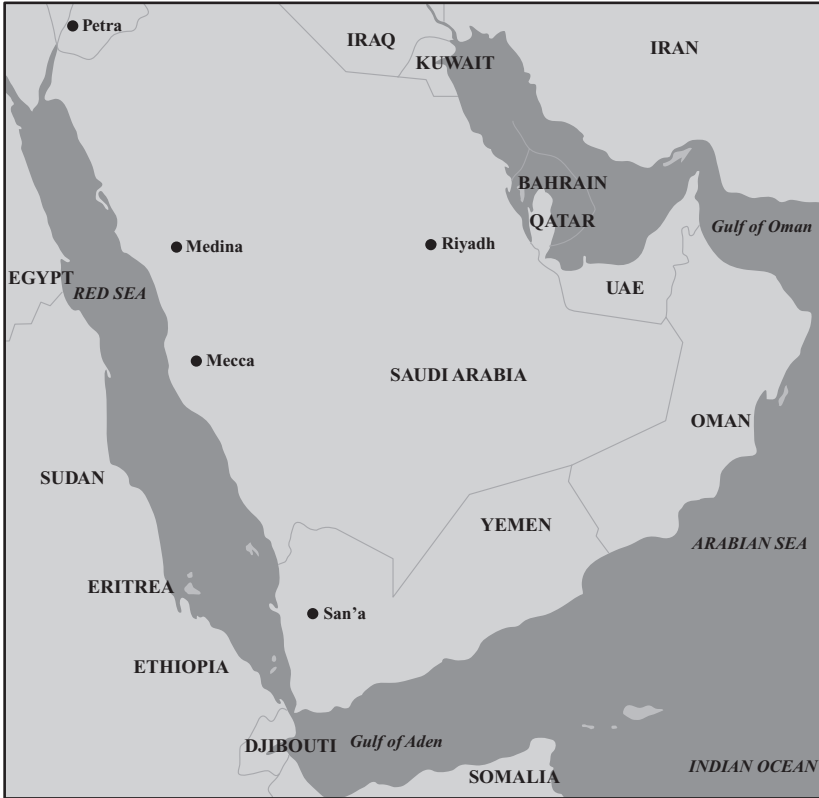 Petra
IRAQ
KUWAIT
IRAN
BAHRAIN
QATAR
Gulf of Oman
Medina
Riyadh
EGYPT
RED SEA
UAE
Mecca
SAUDI ARABIA
OMAN
SUDAN
YEMEN
ARABIAN SEA
ERITREA
San’a
ETHIOPIA
DJIBOUTI
Gulf of Aden
SOMALIA
INDIAN OCEAN